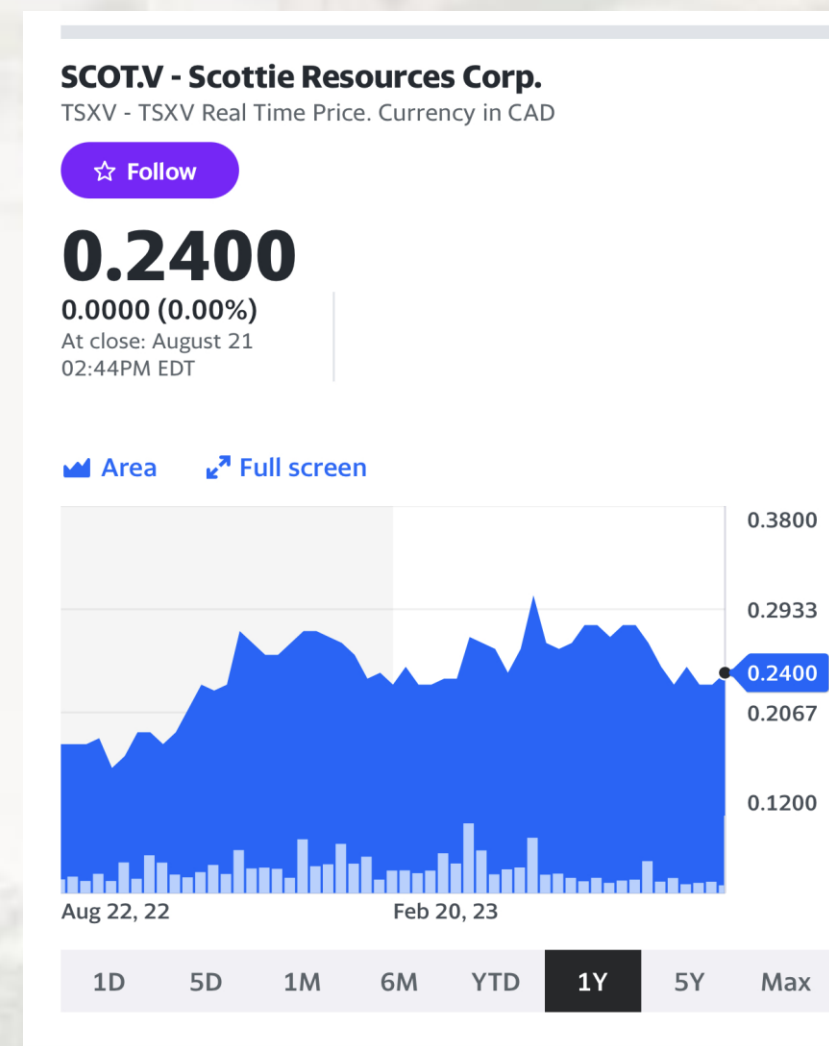 SCOT.V - Scottie Resources Corp.
TSXV - TSXV Real Time Price. Currency in CAD
Follow
0.2400
0.0000 (0.00%)
At close: August 21
02:44PM EDT
Area Full screen
0.3800
0.2933
0.2400
0.2067
0.1200
Aug 22, 22 Feb 20, 23
1D 5D 1M 6M YTD 1Y 5Y Max